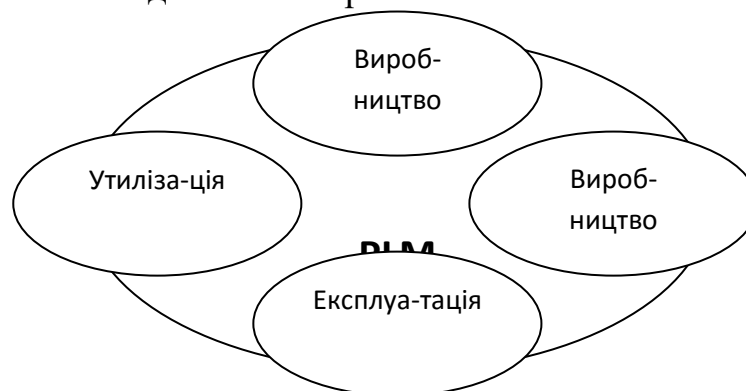 Вироб-
ництво
Утиліза-ція
Вироб-
ництво
PLM
Експлуа-тація